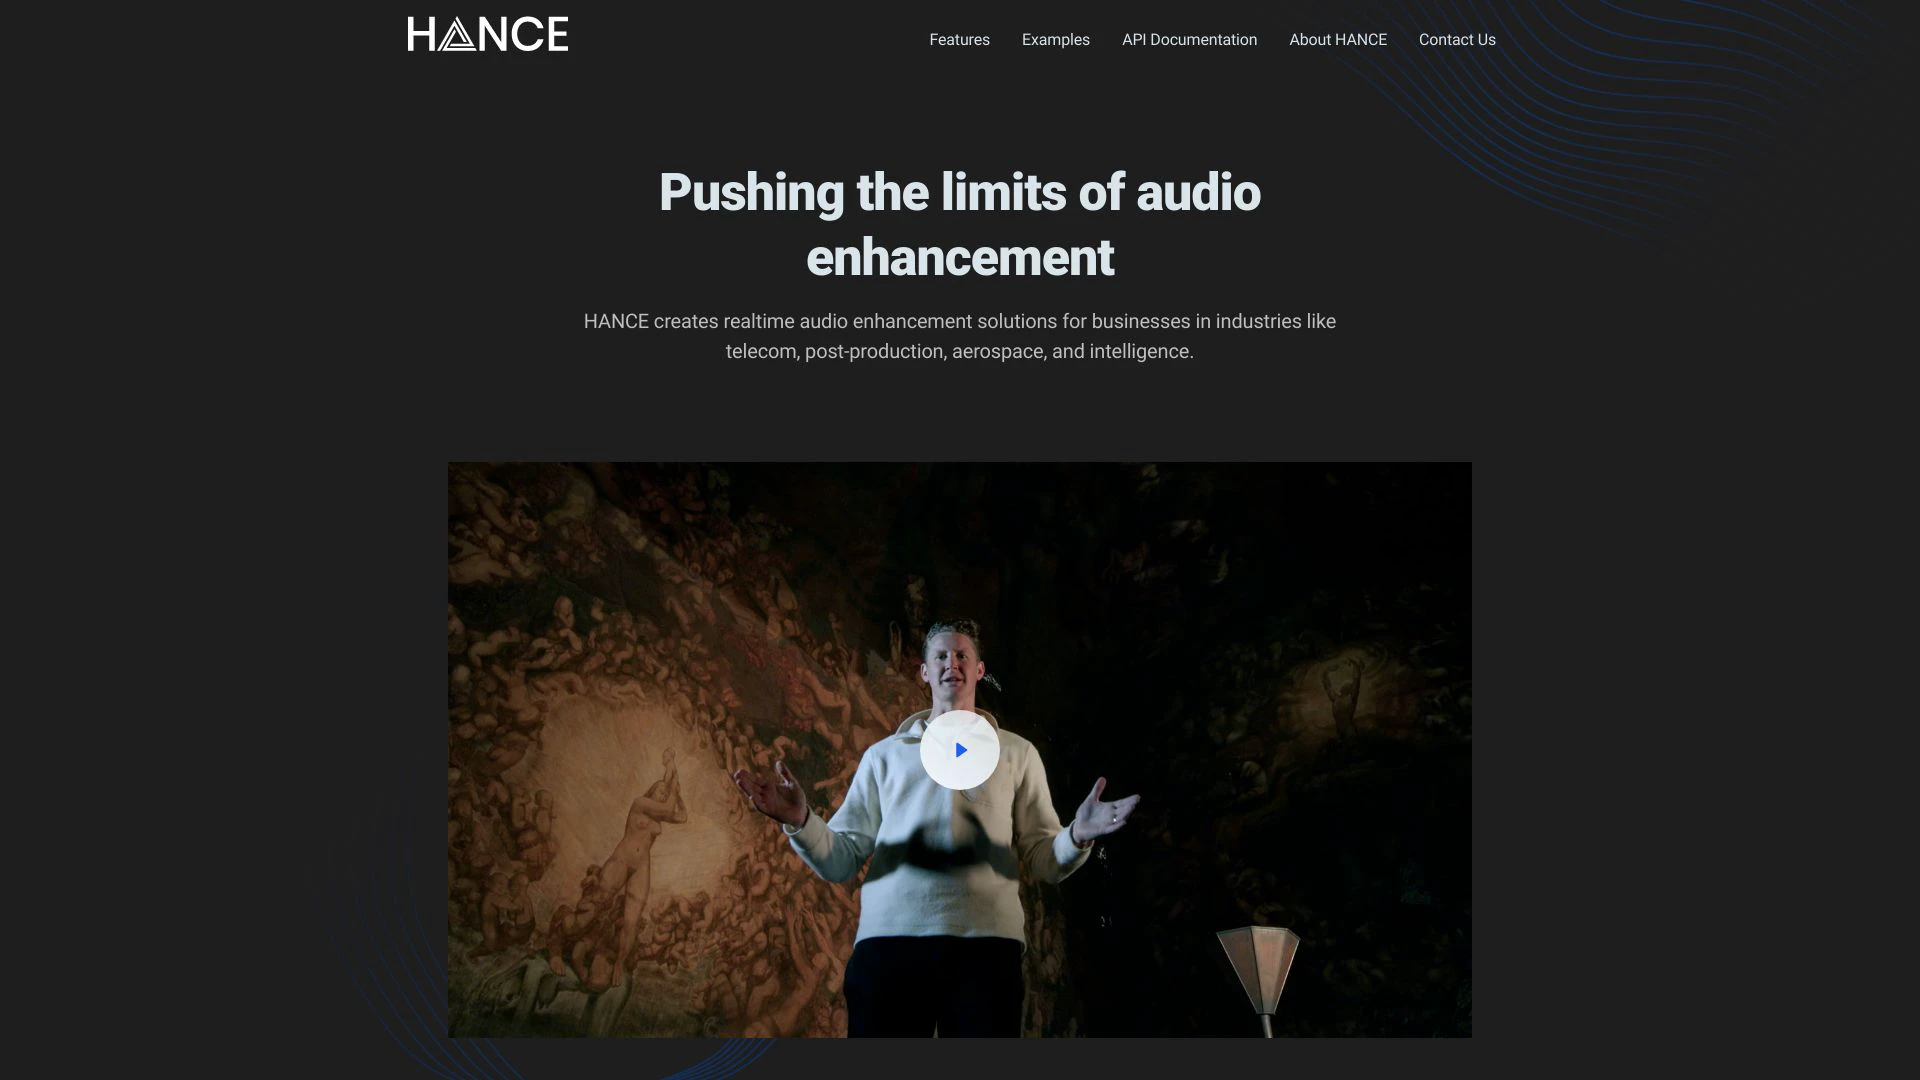 HANCE
Features
Examples
API Documentation
About HANCE
Contact Us
Pushing the limits of audio
enhancement
HANCE creates realtime audio enhancement solutions for businesses in industries like
telecom, post-production, aerospace, and intelligence.